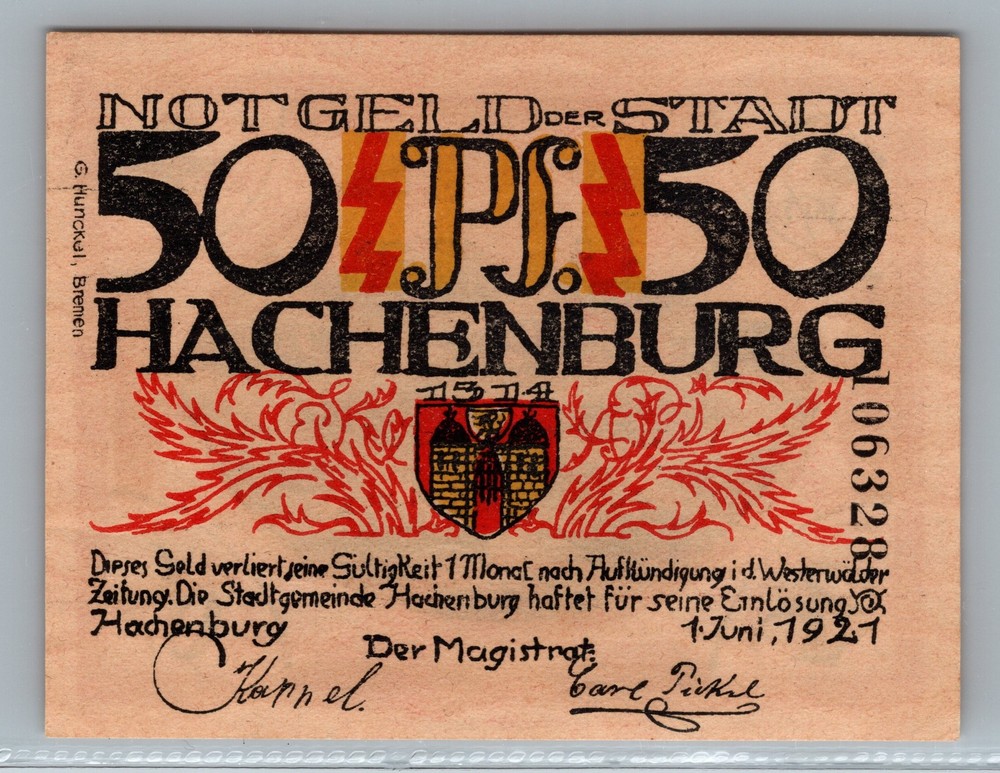 NOTGELD DER STADT
50 Pf. 50
HACHENBURG
G. Hunckel, Bremen
1314
106328
Dieses Geld verliert seine Gültigkeit 1 Monat nach Aufkündigung i d. Westerwälder
Zeitung. Die Stadtgemeinde Hachenburg haftet für seine Einlösung.
Hachenburg 1. Juni, 1921
Der Magistrat:
Kappel.
Carl Pickel